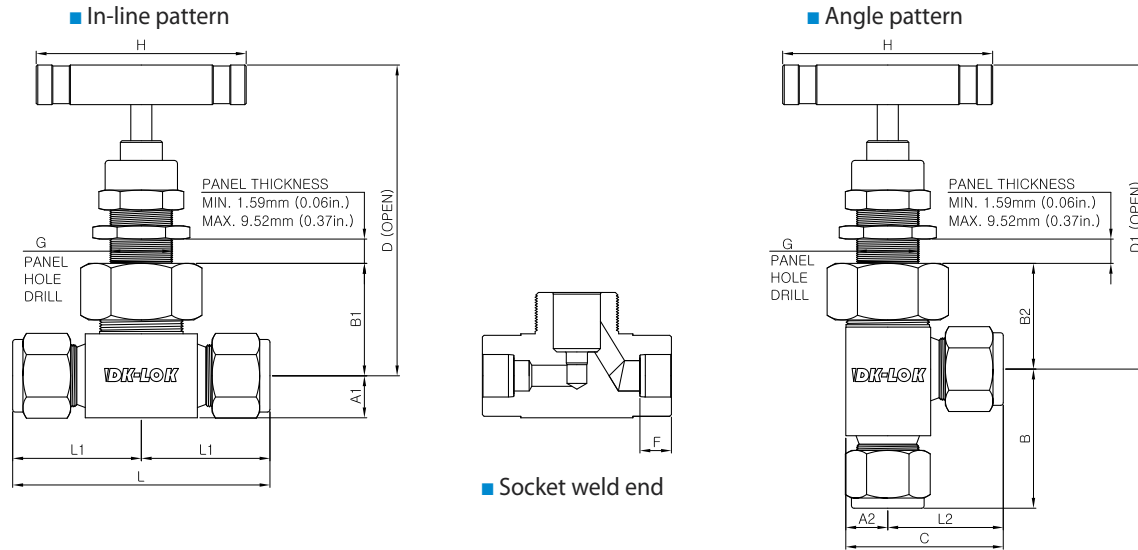 ■ In-line pattern
H
PANEL THICKNESS
MIN. 1.59mm (0.06in.)
MAX. 9.52mm (0.37in.)
G
PANEL
HOLE
DRILL
D (OPEN)
B1
A1
DK-LOK
L1
L1
L
F
■ Socket weld end
■ Angle pattern
H
PANEL THICKNESS
MIN. 1.59mm (0.06in.)
MAX. 9.52mm (0.37in.)
G
PANEL
HOLE
DRILL
D1 (OPEN)
B2
DK-LOK
B
A2
L2
C